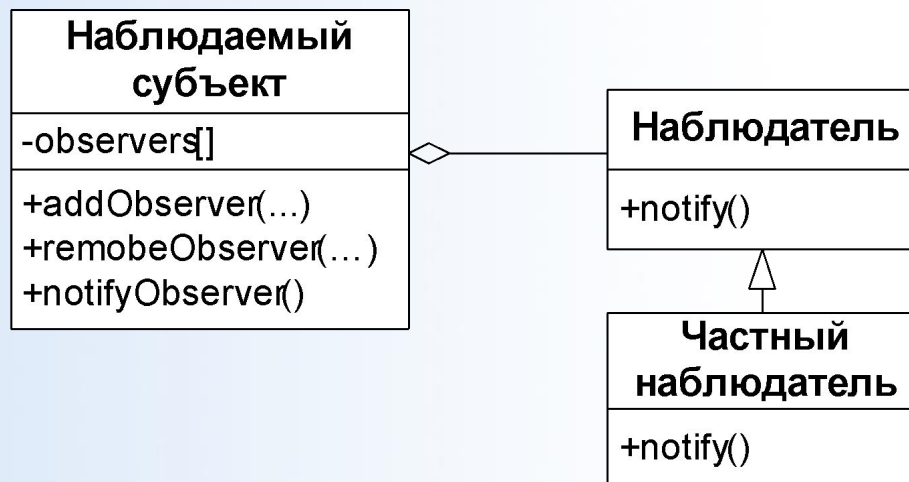 Наблюдаемый
субъект
-observers[]
+addObserver(...)
+remobeObserver(...)
+notifyObserver()
Наблюдатель
+notify()
Частный
наблюдатель
+notify()